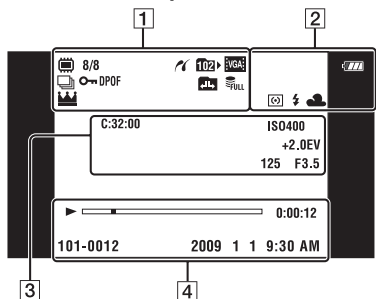 1 2
8/8 102 VGA
DPOF FULL
C:32:00 ISO400
+2.0EV
125 F3.5
0:00:12
101-0012 2009 1 1 9:30 AM
3 4